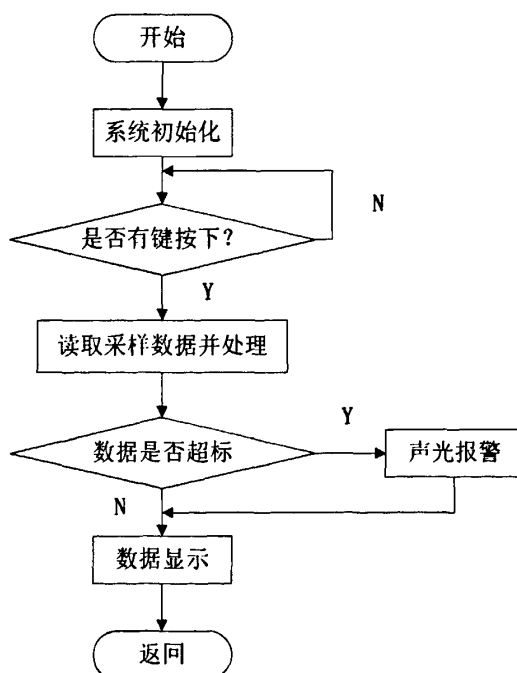 开始
系统初始化
N
是否有键按下?
Y
读取采样数据并处理
Y
数据是否超标
声光报警
N
数据显示
返回